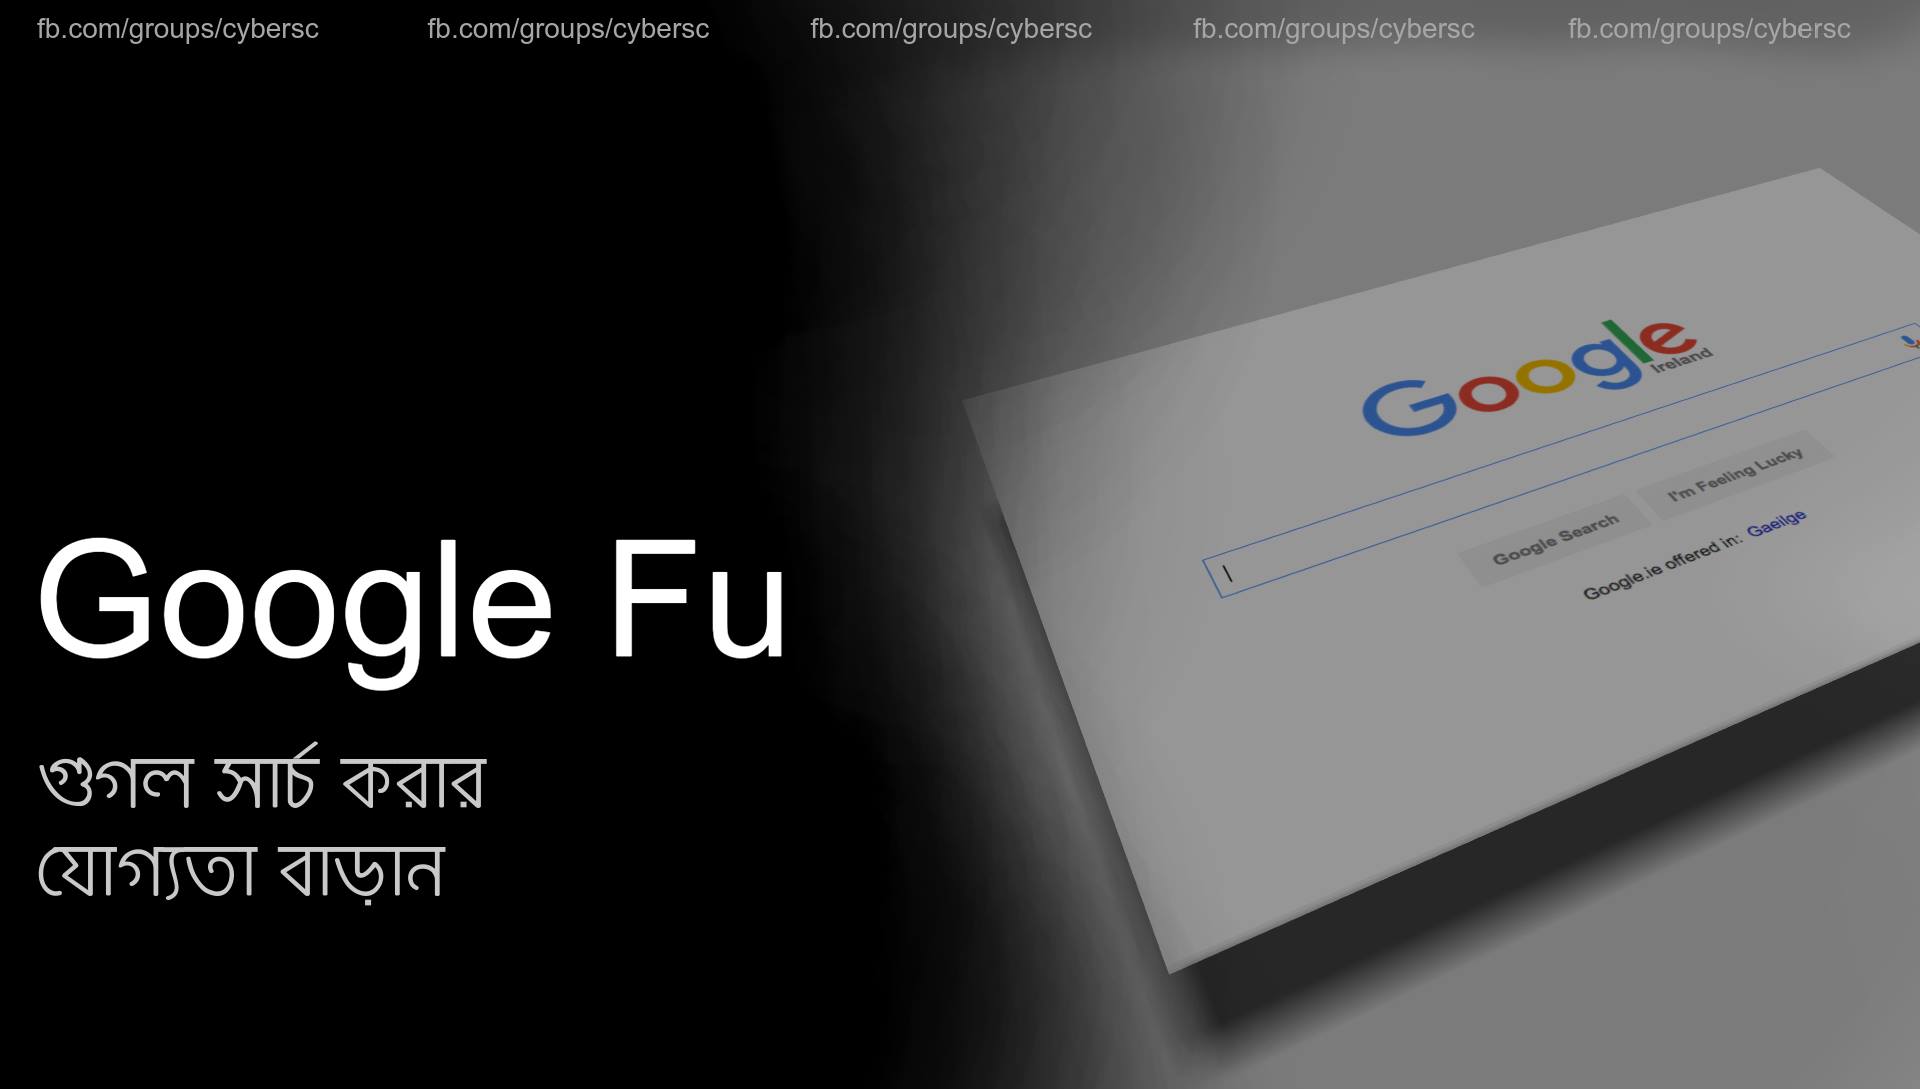 fb.com/groups/cybersc fb.com/groups/cybersc fb.com/groups/cybersc fb.com/groups/cybersc fb.com/groups/cybersc
Google
Ireland
Google Search I'm Feeling Lucky
Google.ie offered in: Gaeilge
Google Fu
গুগল সার্চ করার
যোগ্যতা বাড়ান